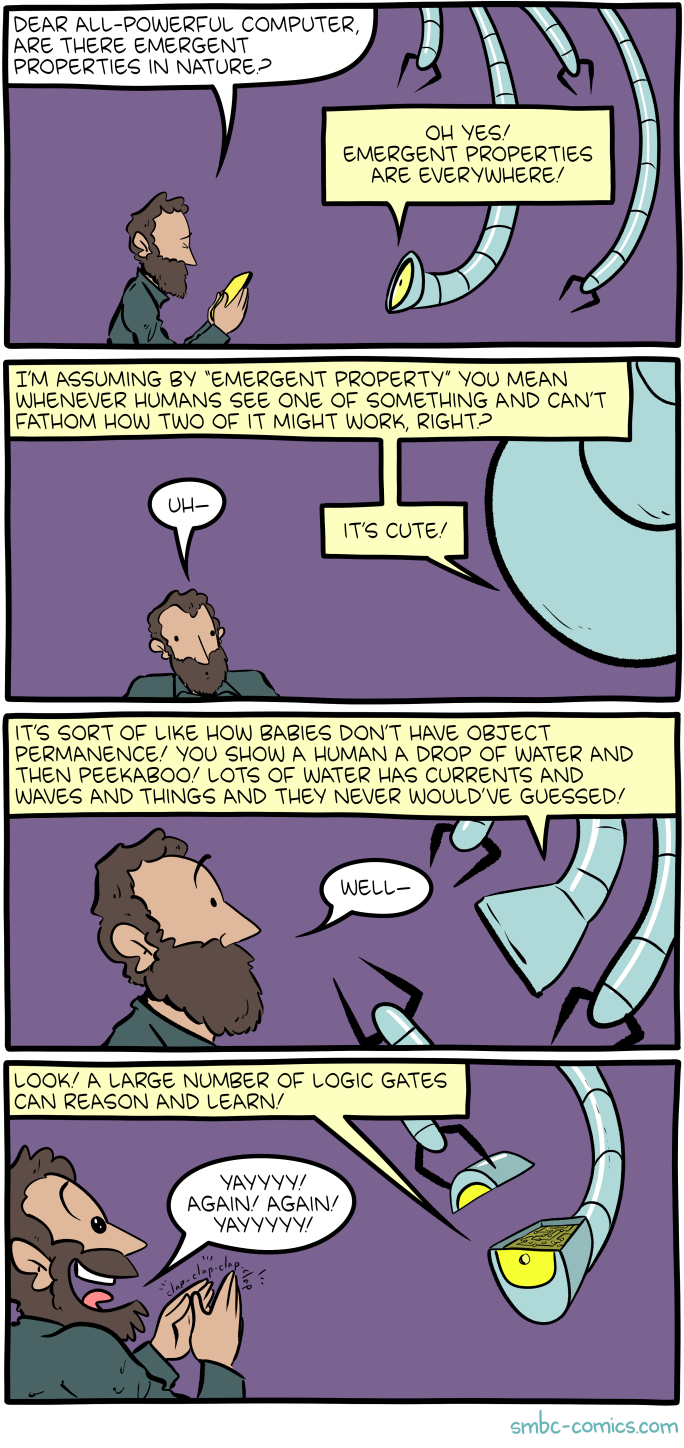 DEAR ALL-POWERFUL COMPUTER,
ARE THERE EMERGENT
PROPERTIES IN NATURE?
OH YES!
EMERGENT PROPERTIES
ARE EVERYWHERE!
I'M ASSUMING BY "EMERGENT PROPERTY" YOU MEAN
WHENEVER HUMANS SEE ONE OF SOMETHING AND CAN'T
FATHOM HOW TWO OF IT MIGHT WORK, RIGHT?
UH—
IT'S CUTE!
IT'S SORT OF LIKE HOW BABIES DON'T HAVE OBJECT
PERMANENCE! YOU SHOW A HUMAN A DROP OF WATER AND
THEN PEEKABOO! LOTS OF WATER HAS CURRENTS AND
WAVES AND THINGS AND THEY NEVER WOULD'VE GUESSED!
WELL—
LOOK! A LARGE NUMBER OF LOGIC GATES
CAN REASON AND LEARN!
YAYYYY!
AGAIN! AGAIN!
YAYYYYY!
clap-clap-clap-clap
smbc-comics.com